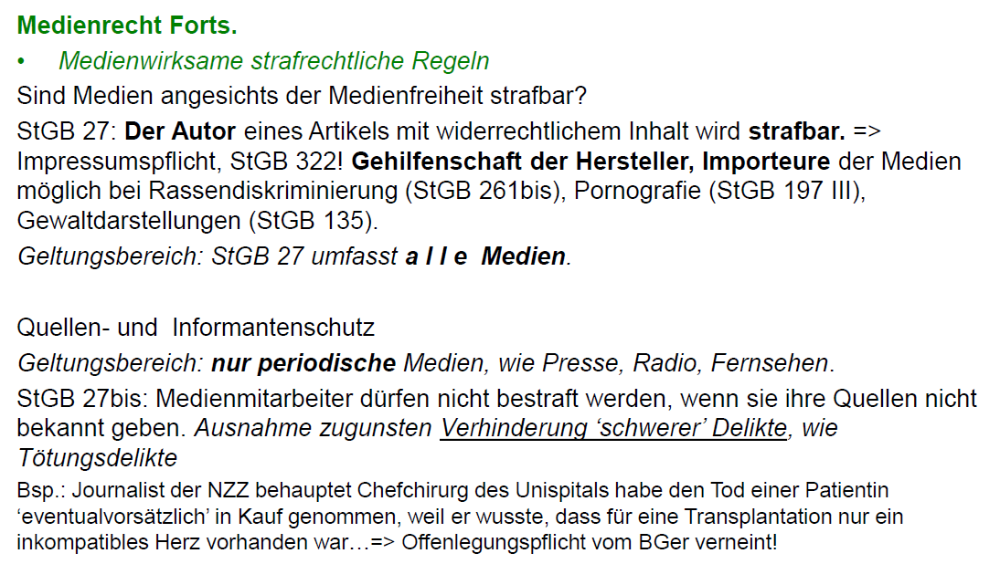 Medienrecht Forts.
• Medienwirksame strafrechtliche Regeln
Sind Medien angesichts der Medienfreiheit strafbar?
StGB 27: Der Autor eines Artikels mit widerrechtlichem Inhalt wird strafbar. =>
Impressumspflicht, StGB 322! Gehilfenschaft der Hersteller, Importeure der Medien
möglich bei Rassendiskriminierung (StGB 261bis), Pornografie (StGB 197 III),
Gewaltdarstellungen (StGB 135).
Geltungsbereich: StGB 27 umfasst a l l e  Medien.
Quellen- und  Informantenschutz
Geltungsbereich: nur periodische Medien, wie Presse, Radio, Fernsehen.
StGB 27bis: Medienmitarbeiter dürfen nicht bestraft werden, wenn sie ihre Quellen nicht
bekannt geben. Ausnahme zugunsten Verhinderung ‘schwerer’ Delikte, wie
Tötungsdelikte
Bsp.: Journalist der NZZ behauptet Chefchirurg des Unispitals habe den Tod einer Patientin
‘eventualvorsätzlich’ in Kauf genommen, weil er wusste, dass für eine Transplantation nur ein
inkompatibles Herz vorhanden war…=> Offenlegungspflicht vom BGer verneint!